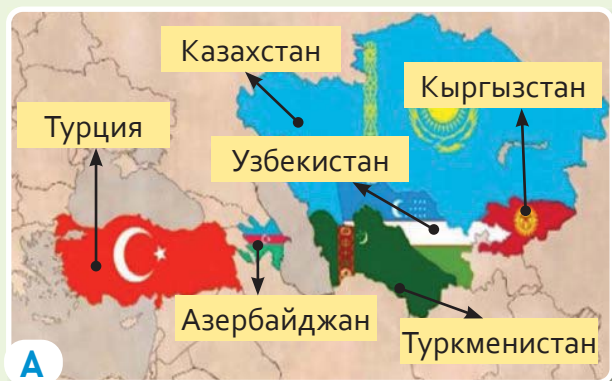 Казахстан
Кыргызстан
Турция
Узбекистан
Азербайджан
Туркменистан
А